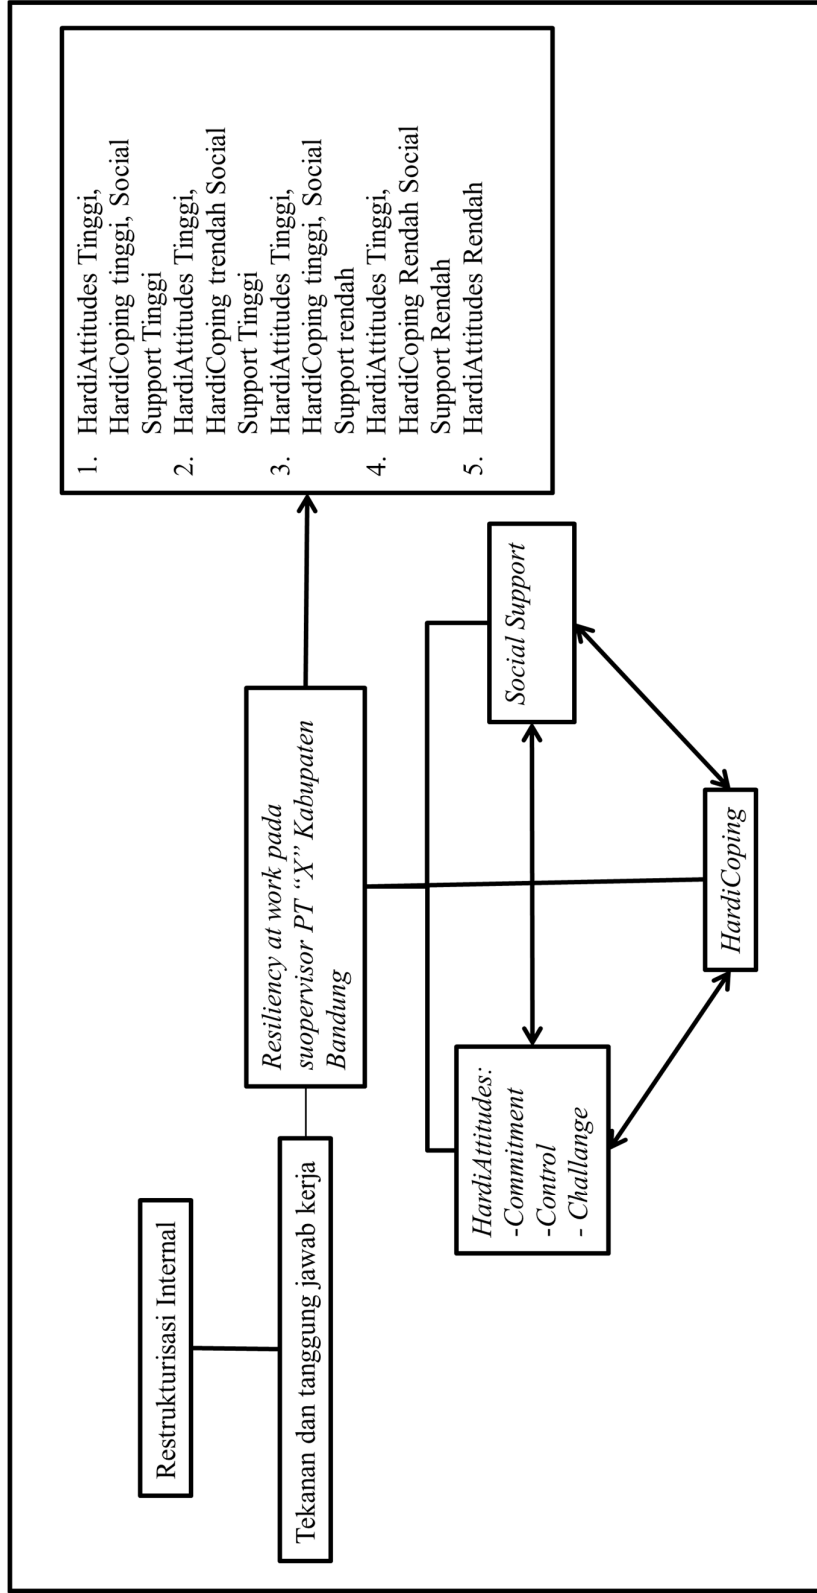 Restrukturisasi Internal
Tekanan dan tanggung jawab kerja
Resiliency at work pada
suopervisor PT “X” Kabupaten
Bandung
HardiAttitudes:
-Commitment
-Control
- Challange
Social Support
HardiCoping
1. HardiAttitudes Tinggi,
HardiCoping tinggi, Social
Support Tinggi
2. HardiAttitudes Tinggi,
HardiCoping trendah Social
Support Tinggi
3. HardiAttitudes Tinggi,
HardiCoping tinggi, Social
Support rendah
4. HardiAttitudes Tinggi,
HardiCoping Rendah Social
Support Rendah
5. HardiAttitudes Rendah